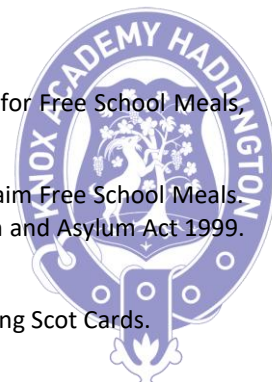 for Free School Meals,
aim Free School Meals.
and Asylum Act 1999.
ng Scot Cards.
KNOX ACADEMY HADDINGTON